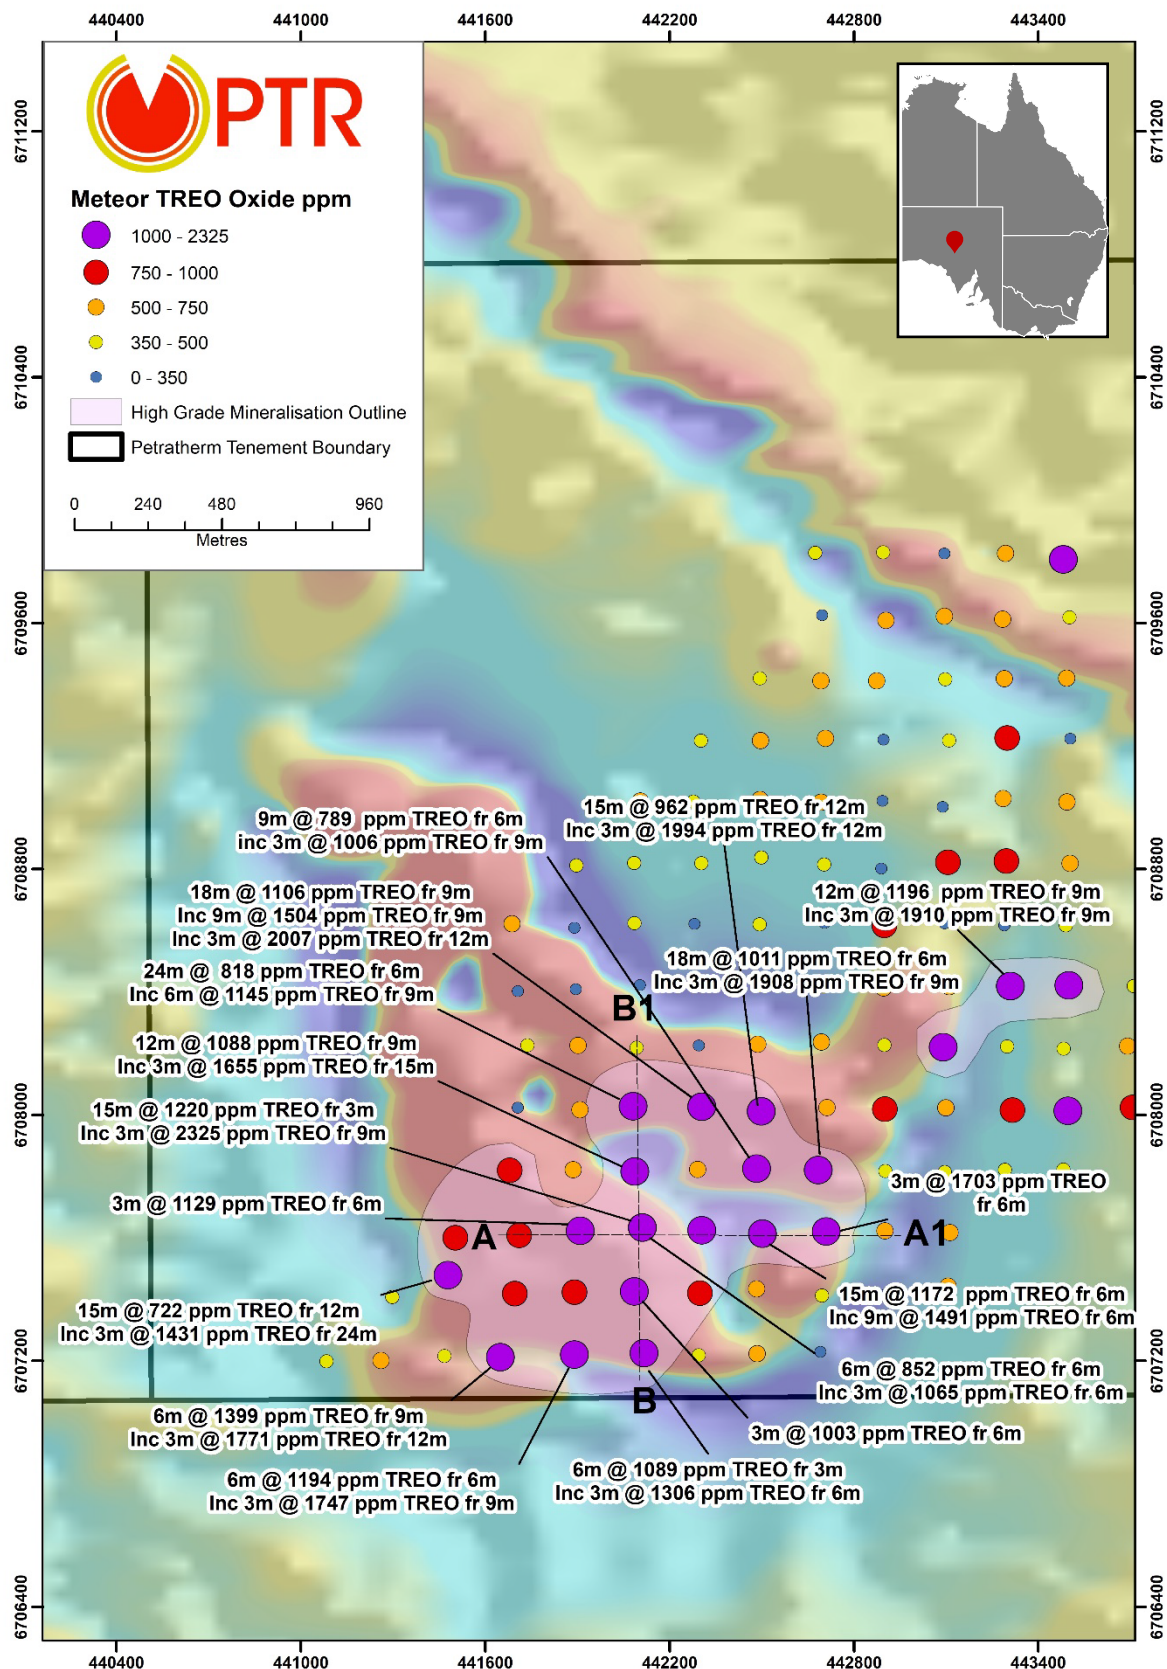 440400 441000 441600 442200 442800 443400
6711200
6710400
6709600
6708800
6708000
6707200
6706400
6711200
6710400
6709600
6708800
6708000
6707200
6706400
PTR
Meteor TREO Oxide ppm
1000 - 2325
750 - 1000
500 - 750
350 - 500
0 - 350
High Grade Mineralisation Outline
Petratherm Tenement Boundary
0 240 480 960
Metres
15m @ 962 ppm TREO fr 12m
Inc 3m @ 1994 ppm TREO fr 12m
9m @ 789 ppm TREO fr 6m
inc 3m @ 1006 ppm TREO fr 9m
18m @ 1106 ppm TREO fr 9m
Inc 9m @ 1504 ppm TREO fr 9m
Inc 3m @ 2007 ppm TREO fr 12m
12m @ 1196 ppm TREO fr 9m
Inc 3m @ 1910 ppm TREO fr 9m
24m @ 818 ppm TREO fr 6m
Inc 6m @ 1145 ppm TREO fr 9m
18m @ 1011 ppm TREO fr 6m
Inc 3m @ 1908 ppm TREO fr 9m
B1
12m @ 1088 ppm TREO fr 9m
Inc 3m @ 1655 ppm TREO fr 15m
15m @ 1220 ppm TREO fr 3m
Inc 3m @ 2325 ppm TREO fr 9m
3m @ 1703 ppm TREO
fr 6m
3m @ 1129 ppm TREO fr 6m
A
A1
15m @ 722 ppm TREO fr 12m
Inc 3m @ 1431 ppm TREO fr 24m
15m @ 1172 ppm TREO fr 6m
Inc 9m @ 1491 ppm TREO fr 6m
6m @ 852 ppm TREO fr 6m
Inc 3m @ 1065 ppm TREO fr 6m
B
6m @ 1399 ppm TREO fr 9m
Inc 3m @ 1771 ppm TREO fr 12m
3m @ 1003 ppm TREO fr 6m
6m @ 1194 ppm TREO fr 6m
Inc 3m @ 1747 ppm TREO fr 9m
6m @ 1089 ppm TREO fr 3m
Inc 3m @ 1306 ppm TREO fr 6m
440400 441000 441600 442200 442800 443400